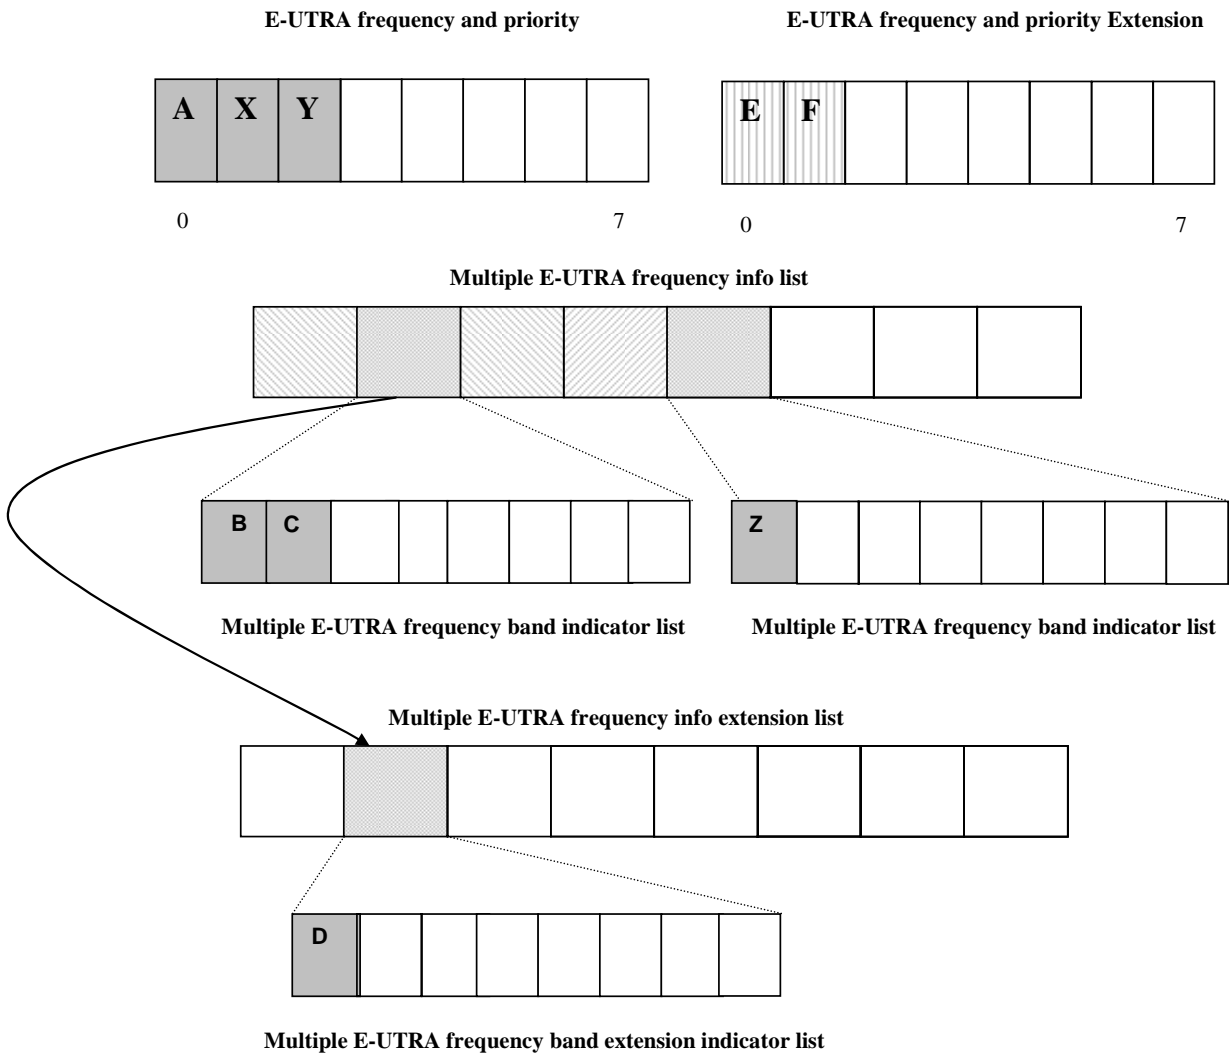 E-UTRA frequency and priority
E-UTRA frequency and priority Extension
A X Y
E F
0 7
0 7
Multiple E-UTRA frequency info list
B C
Z
Multiple E-UTRA frequency band indicator list
Multiple E-UTRA frequency band indicator list
Multiple E-UTRA frequency info extension list
D
Multiple E-UTRA frequency band extension indicator list